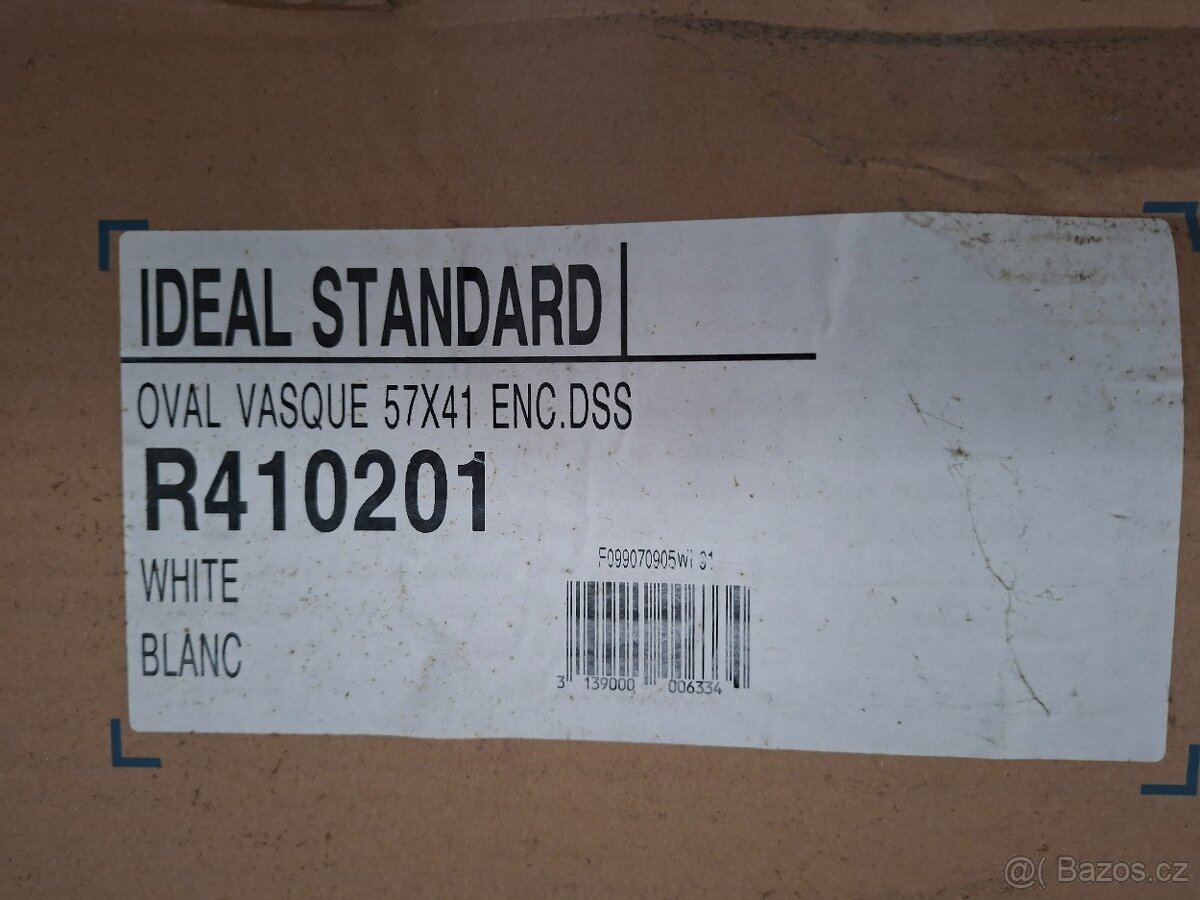 IDEAL STANDARD
OVAL VASQUE 57X41 ENC.DSS
R410201
WHITE
BLANC
3 139000 006334
@( Bazos.cz